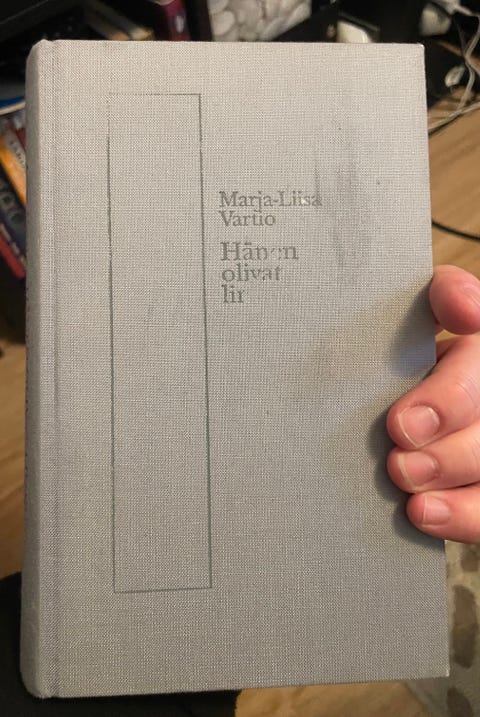 Marja-Liisa
Vartio
Hänen
olivat